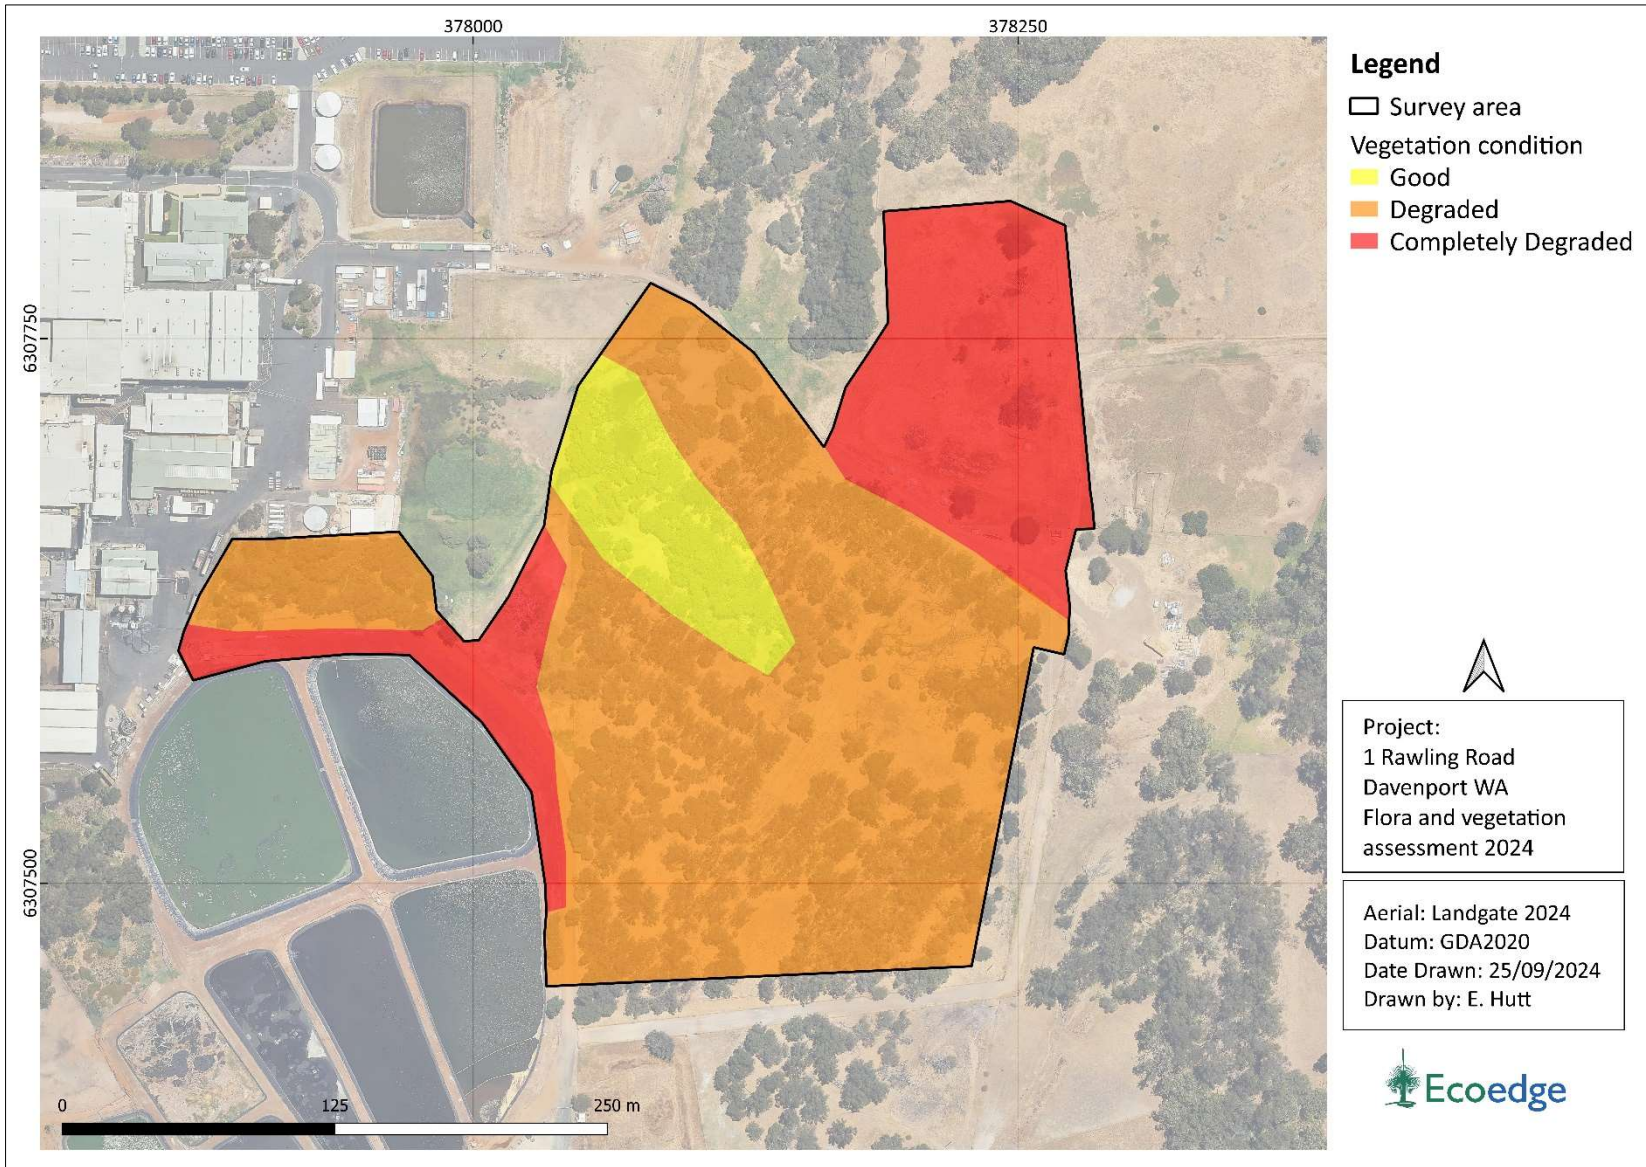 378000
378250
6307750
6307500
0
125
250 m
Legend
Survey area
Vegetation condition
Good
Degraded
Completely Degraded
Project:
1 Rawling Road
Davenport WA
Flora and vegetation
assessment 2024
Aerial: Landgate 2024
Datum: GDA2020
Date Drawn: 25/09/2024
Drawn by: E. Hutt
Ecoedge